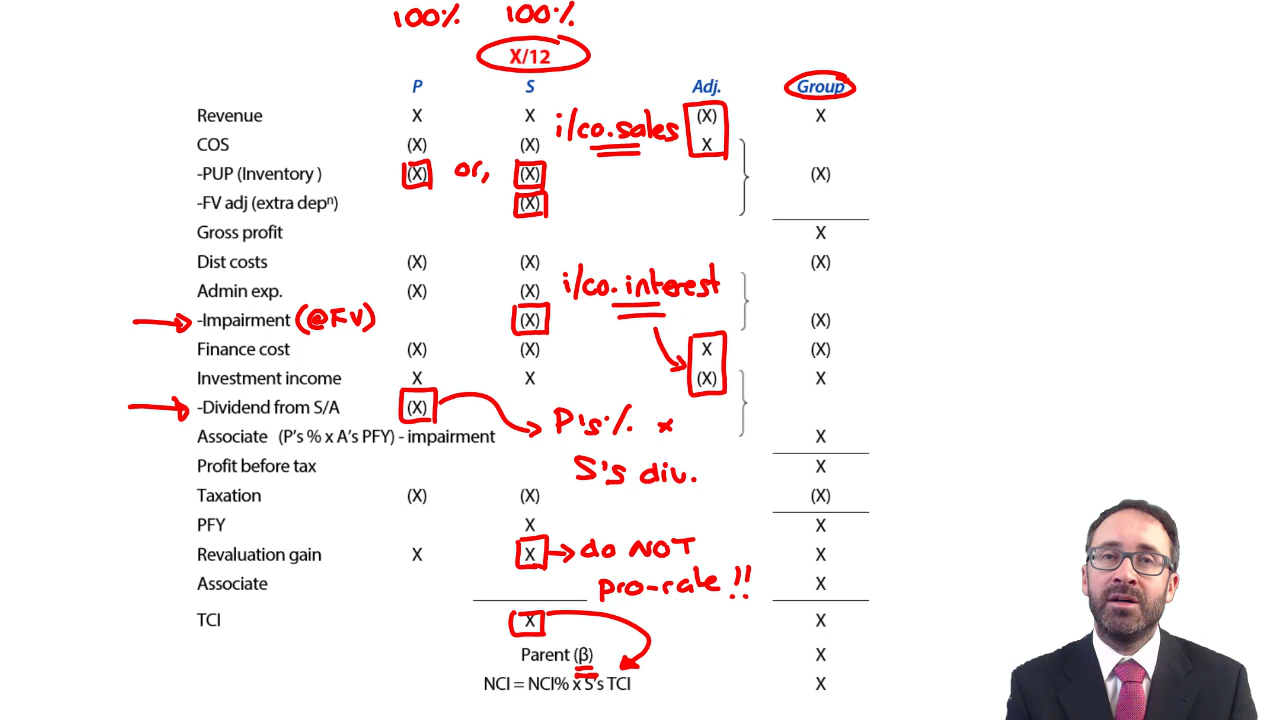 100% 100%
X/12
P S Adj. Group
Revenue X X i/co.sales (X) X
COS (X) (X) X
-PUP (Inventory ) (X) or, (X) (X)
-FV adj (extra depⁿ) (X)
Gross profit X
Dist costs (X) (X) (X)
Admin exp. (X) (X) i/co.interest
-Impairment (@FV) (X) (X)
Finance cost (X) (X) X (X)
Investment income X X (X) X
-Dividend from S/A (X) P's % x
Associate (P's % x A's PFY) - impairment X
Profit before tax S's div. X
Taxation (X) (X) (X)
PFY X X
Revaluation gain X X do NOT X
Associate pro-rate!! X
TCI X X
Parent (β) X
NCI = NCI% x S's TCI X